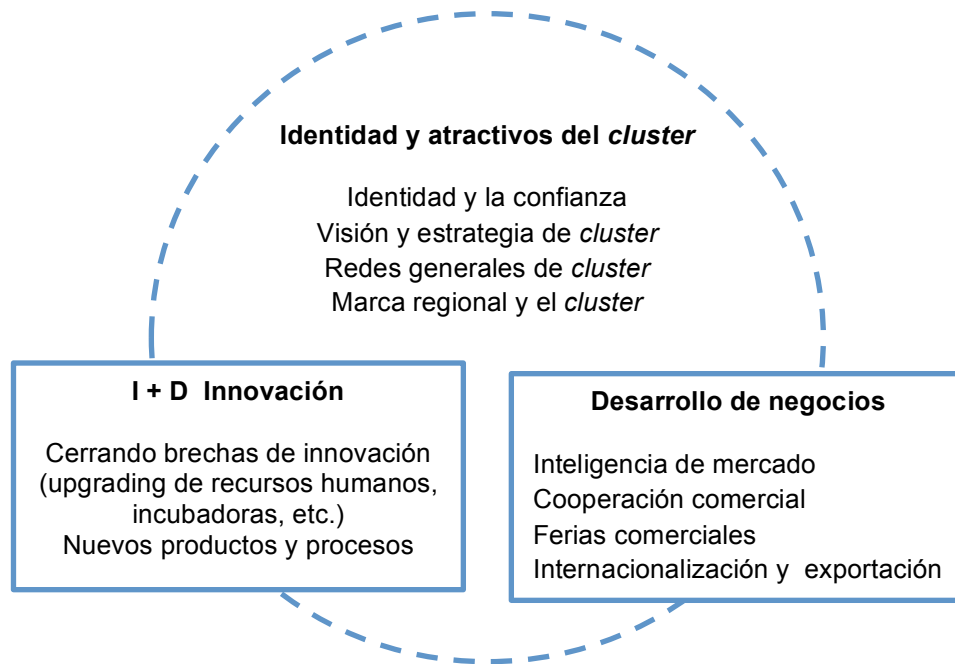 Identidad y atractivos del cluster
Identidad y la confianza
Visión y estrategia de cluster
Redes generales de cluster
Marca regional y el cluster
I + D Innovación
Cerrando brechas de innovación
(upgrading de recursos humanos,
incubadoras, etc.)
Nuevos productos y procesos
Desarrollo de negocios
Inteligencia de mercado
Cooperación comercial
Ferias comerciales
Internacionalización y exportación